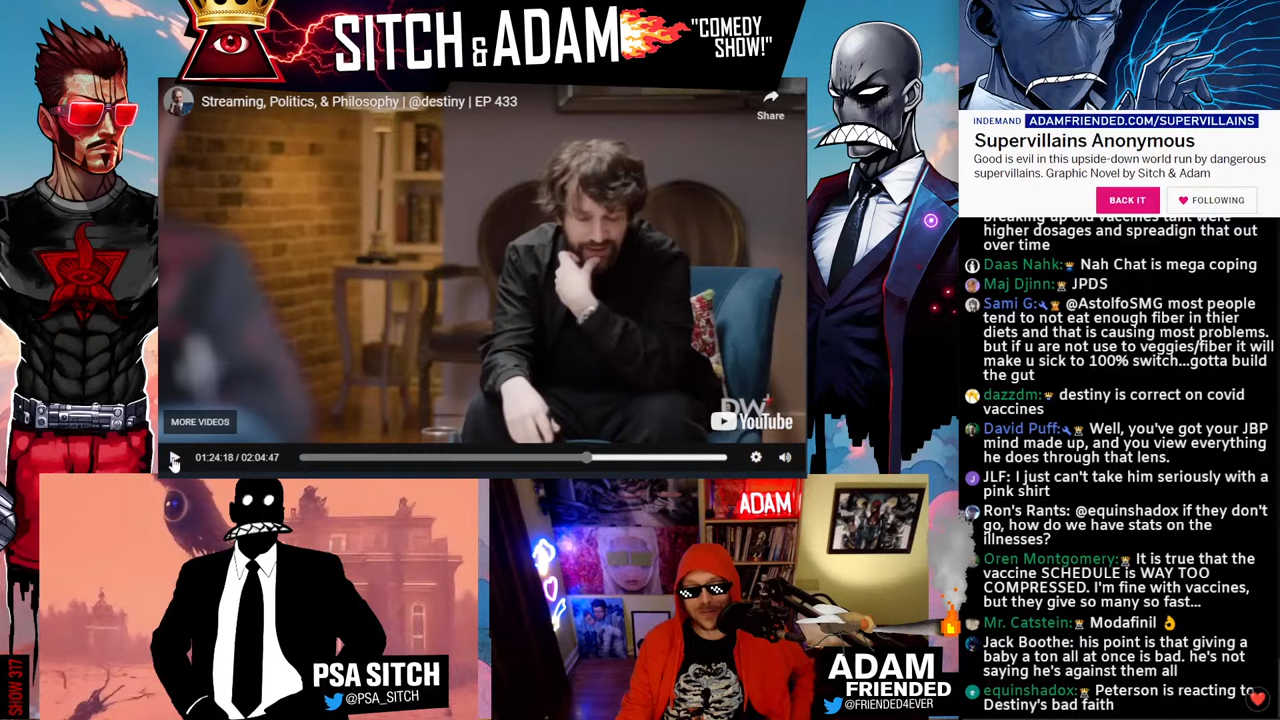 SITCH & ADAM
"COMEDY
SHOW!"
Streaming, Politics, & Philosophy | @destiny | EP 433
Share
MORE VIDEOS
DW+
YouTube
01:24:18 / 02:04:47
INDEMAND ADAMFRIENDED.COM/SUPERVILLAINS
Supervillains Anonymous
Good is evil in this upside-down world run by dangerous
supervillains. Graphic Novel by Sitch & Adam
BACK IT
FOLLOWING
breaking up old vaccines taht were
higher dosages and spreadign that out
over time
Daas Nahk: Nah Chat is mega coping
Maj Djinn: JPDS
Sami G: @AstolfoSMG most people
tend to not eat enough fiber in thier
diets and that is causing most problems.
but if u are not use to veggies/fiber it will
make u sick to 100% switch...gotta build
the gut
dazzdm: destiny is correct on covid
vaccines
David Puff: Well, you've got your JBP
mind made up, and you view everything
he does through that lens.
JLF: I just can't take him seriously with a
pink shirt
Ron's Rants: @equinshadox if they don't
go, how do we have stats on the
illnesses?
Oren Montgomery: It is true that the
vaccine SCHEDULE is WAY TOO
COMPRESSED. I'm fine with vaccines,
but they give so many so fast...
Mr. Catstein: Modafinil 👌
Jack Boothe: his point is that giving a
baby a ton all at once is bad. he's not
saying he's against them all
equinshadox: Peterson is reacting to
Destiny's bad faith
SHOW 317
PSA SITCH
@PSA_SITCH
ADAM
ADAM
FRIENDED
@FRIENDED4EVER